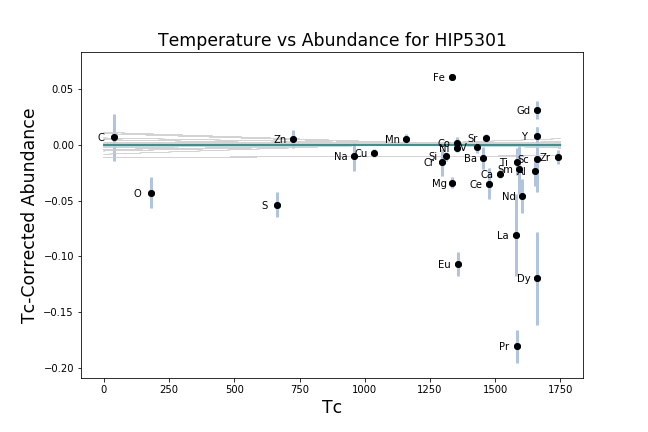 Temperature vs Abundance for HIP5301
Tc-Corrected Abundance
0.05
0.00
−0.05
−0.10
−0.15
−0.20
Fe
Gd
C
Zn
Mn
Sr
Y
Co
Ni
V
Na
Cu
Si
Cr
Ba
Ti
Sc
Zr
Ca
Sm
Al
Mg
Ce
O
Nd
S
La
Eu
Dy
Pr
0
250
500
750
1000
1250
1500
1750
Tc